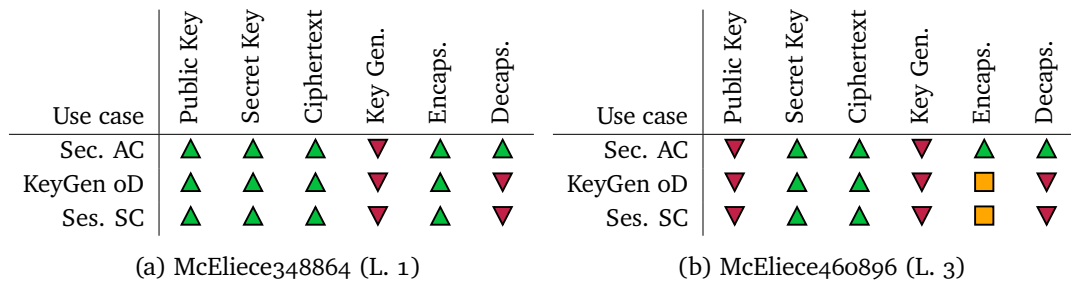 Use case Public Key Secret Key Ciphertext Key Gen. Encaps. Decaps.
Sec. AC
KeyGen oD
Ses. SC
(a) McEliece348864 (L. 1)
Use case Public Key Secret Key Ciphertext Key Gen. Encaps. Decaps.
Sec. AC
KeyGen oD
Ses. SC
(b) McEliece460896 (L. 3)